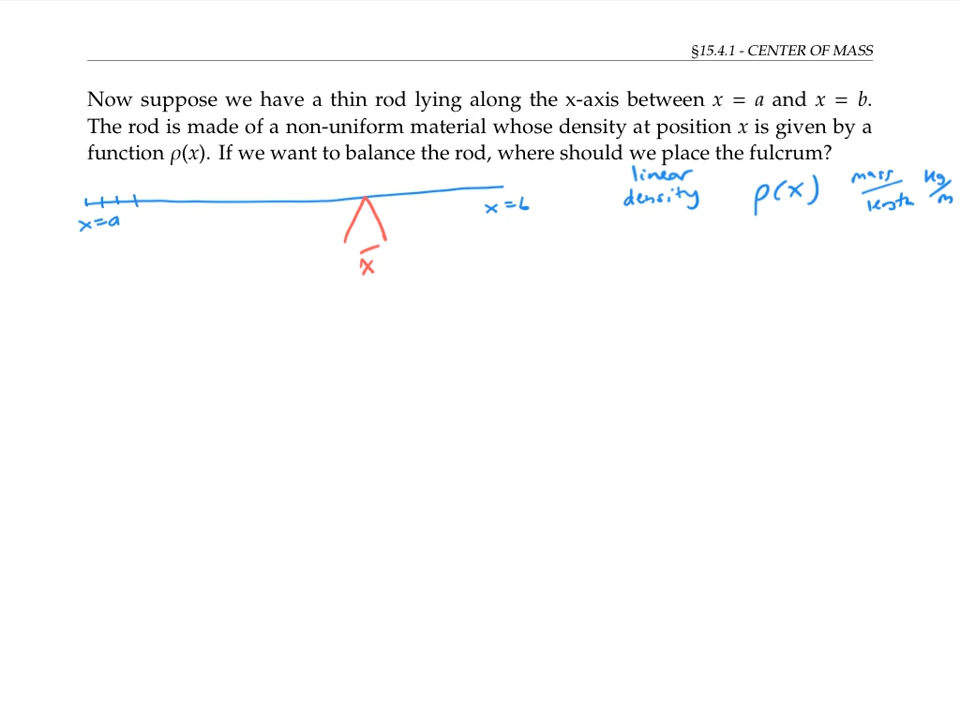 §15.4.1 - CENTER OF MASS
Now suppose we have a thin rod lying along the x-axis between x = a and x = b.
The rod is made of a non-uniform material whose density at position x is given by a
function ρ(x). If we want to balance the rod, where should we place the fulcrum?
linear
density
ρ(x)
mass
length
kg/m
x=a
x=b
x̄